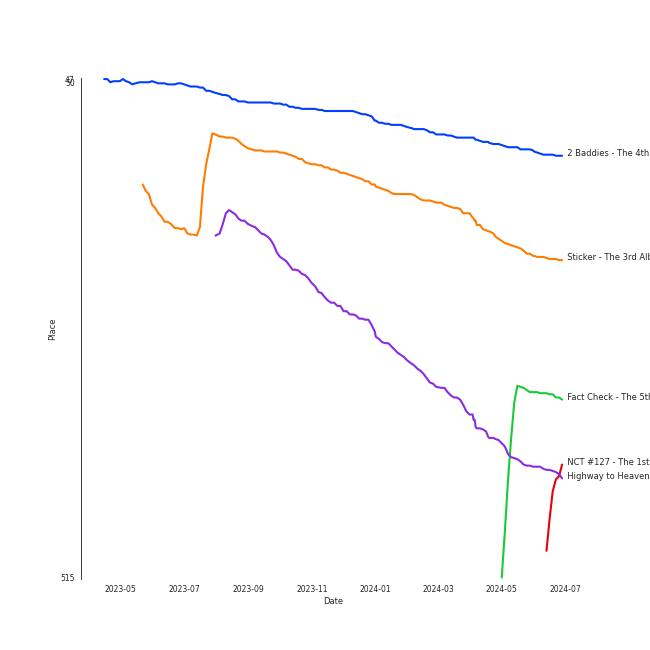 47
50
2 Baddies - The 4th
Sticker - The 3rd Alb
Place
Fact Check - The 5th
NCT #127 - The 1st
Highway to Heaven
515
2023-05
2023-07
2023-09
2023-11
2024-01
2024-03
2024-05
2024-07
Date